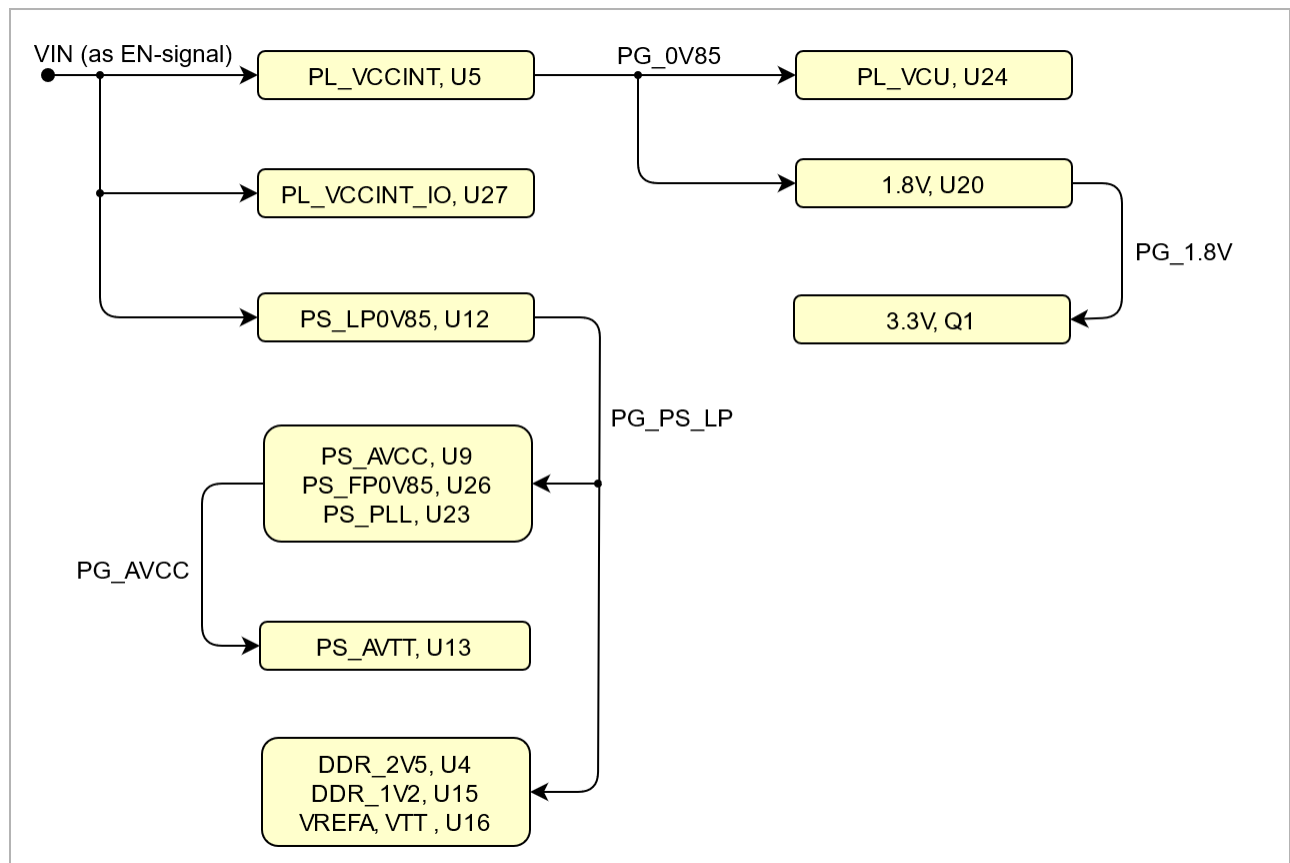 VIN (as EN-signal)
PL_VCCINT, U5
PG_0V85
PL_VCU, U24
PL_VCCINT_IO, U27
1.8V, U20
PG_1.8V
PS_LP0V85, U12
3.3V, Q1
PG_PS_LP
PS_AVCC, U9
PS_FP0V85, U26
PS_PLL, U23
PG_AVCC
PS_AVTT, U13
DDR_2V5, U4
DDR_1V2, U15
VREFA, VTT , U16